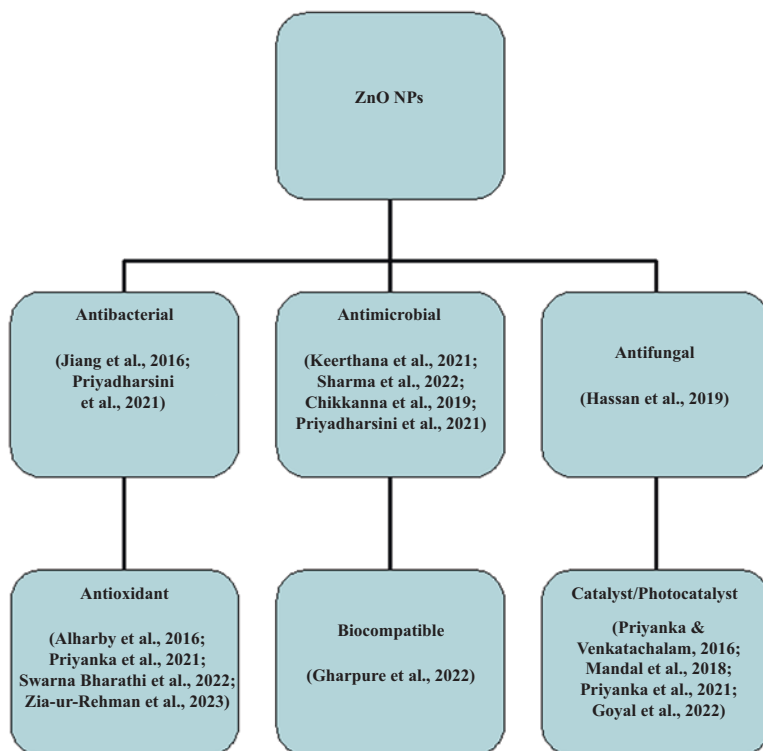 ZnO NPs
Antibacterial
(Jiang et al., 2016;
Priyadharsini
et al., 2021)
Antimicrobial
(Keerthana et al., 2021;
Sharma et al., 2022;
Chikkanna et al., 2019;
Priyadharsini et al., 2021)
Antifungal
(Hassan et al., 2019)
Antioxidant
(Alharby et al., 2016;
Priyanka et al., 2021;
Swarna Bharathi et al., 2022;
Zia-ur-Rehman et al., 2023)
Biocompatible
(Gharpure et al., 2022)
Catalyst/Photocatalyst
(Priyanka &
Venkatachalam, 2016;
Mandal et al., 2018;
Priyanka et al., 2021;
Goyal et al., 2022)